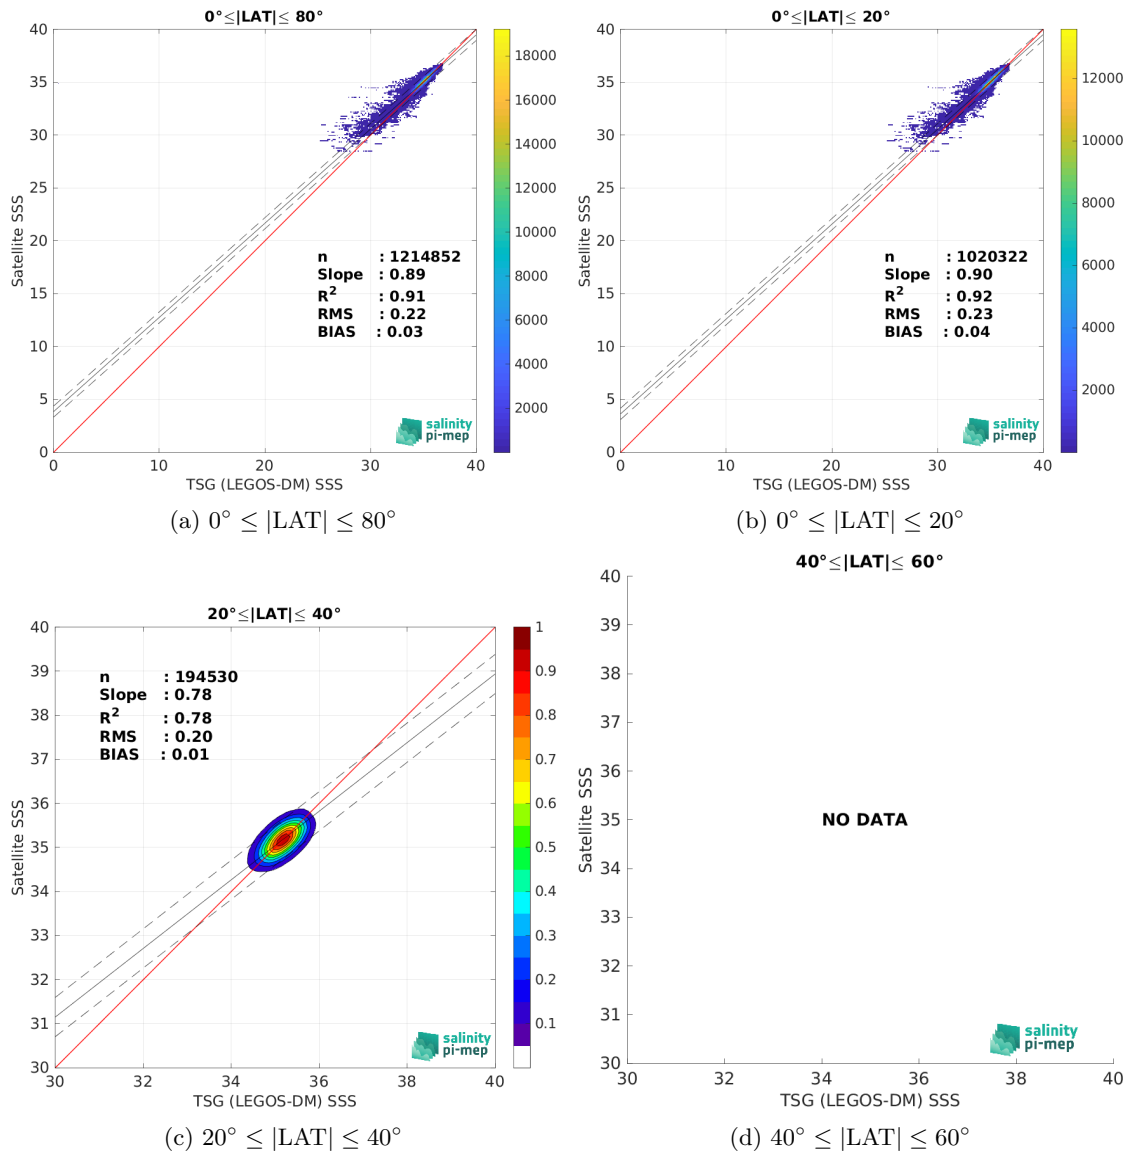 0°≤|LAT|≤ 80°
40
35
30
25
20
15
10
5
0
0
10
20
30
40
Satellite SSS
TSG (LEGOS-DM) SSS
n : 1214852
Slope : 0.89
R² : 0.91
RMS : 0.22
BIAS : 0.03
salinity
pi-mep
18000
16000
14000
12000
10000
8000
6000
4000
2000
(a) 0° ≤ |LAT| ≤ 80°
0°≤|LAT|≤ 20°
40
35
30
25
20
15
10
5
0
0
10
20
30
40
Satellite SSS
TSG (LEGOS-DM) SSS
n : 1020322
Slope : 0.90
R² : 0.92
RMS : 0.23
BIAS : 0.04
salinity
pi-mep
12000
10000
8000
6000
4000
2000
(b) 0° ≤ |LAT| ≤ 20°
20°≤|LAT|≤ 40°
40
39
38
37
36
35
34
33
32
31
30
30
32
34
36
38
40
Satellite SSS
TSG (LEGOS-DM) SSS
n : 194530
Slope : 0.78
R² : 0.78
RMS : 0.20
BIAS : 0.01
salinity
pi-mep
1
0.9
0.8
0.7
0.6
0.5
0.4
0.3
0.2
0.1
(c) 20° ≤ |LAT| ≤ 40°
40°≤|LAT|≤ 60°
40
39
38
37
36
35
34
33
32
31
30
30
32
34
36
38
40
Satellite SSS
TSG (LEGOS-DM) SSS
NO DATA
salinity
pi-mep
(d) 40° ≤ |LAT| ≤ 60°